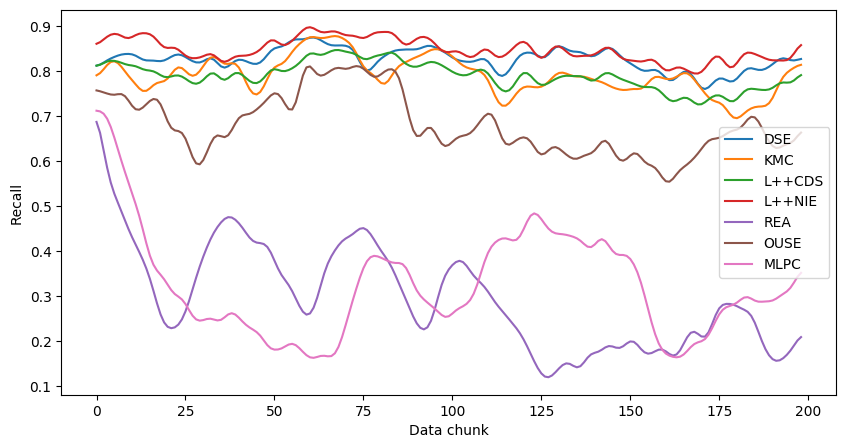 0.9
0.8
0.7
0.6
0.5
0.4
0.3
0.2
0.1
Recall
0 25 50 75 100 125 150 175 200
Data chunk
DSE
KMC
L++CDS
L++NIE
REA
OUSE
MLPC